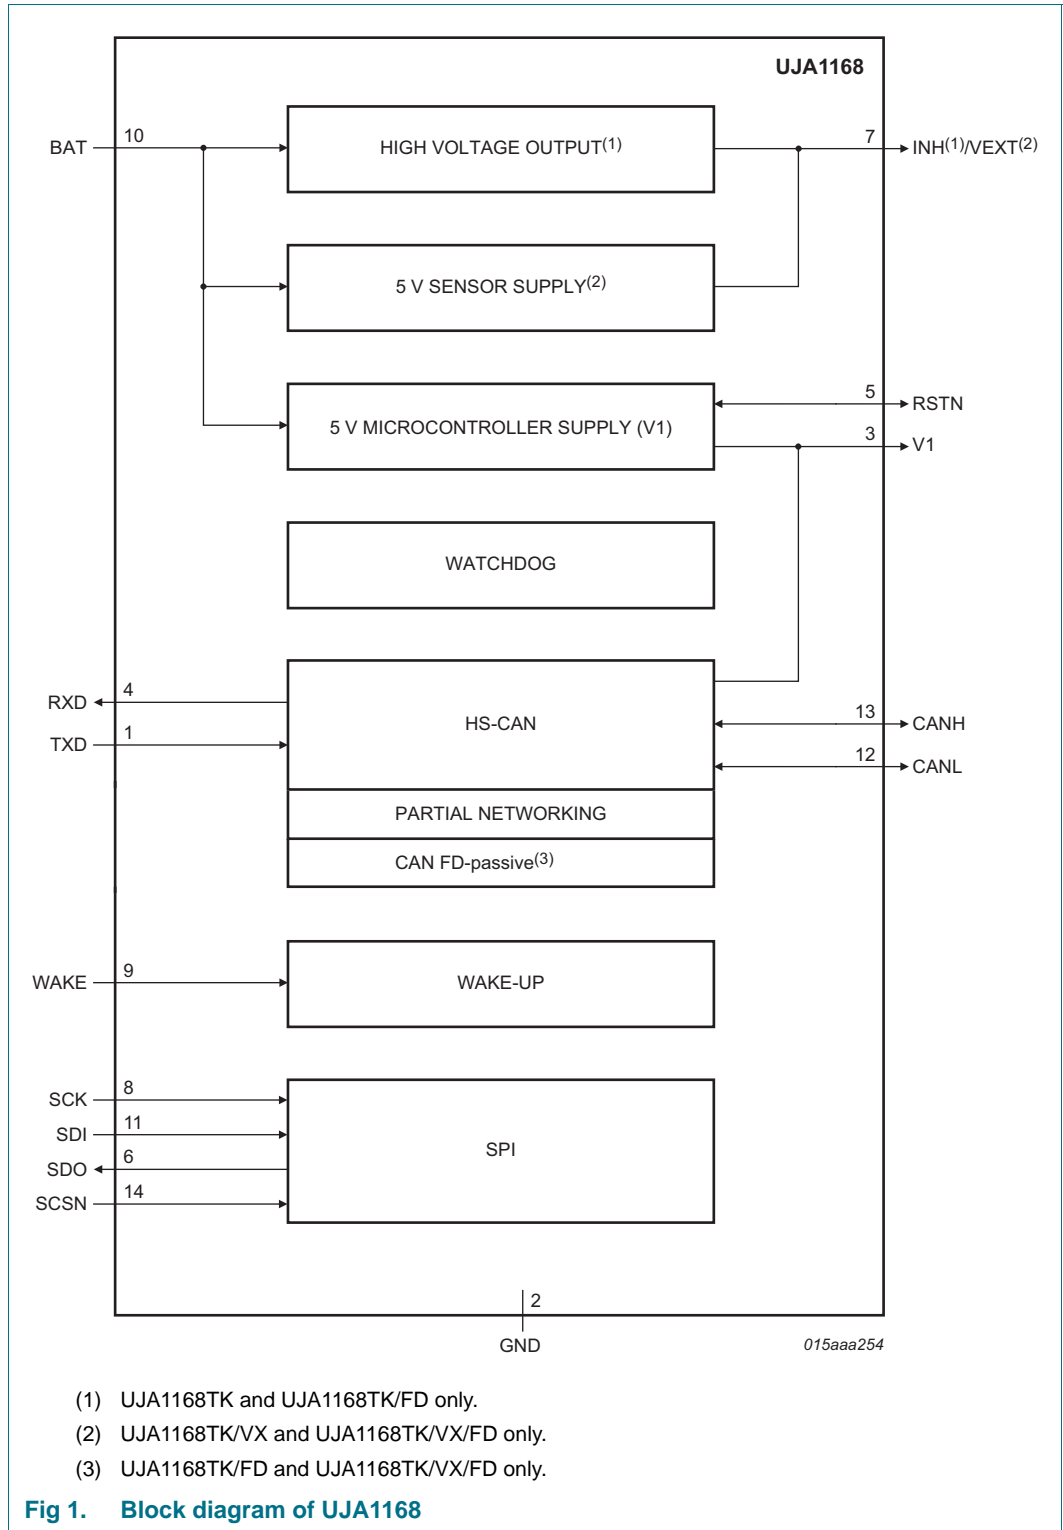 UJA1168
BAT 10 HIGH VOLTAGE OUTPUT(1) 7 INH(1)/VEXT(2)
5 V SENSOR SUPPLY(2)
5 V MICROCONTROLLER SUPPLY (V1) 5 RSTN
3 V1
WATCHDOG
RXD 4
HS-CAN 13 CANH
TXD 1
12 CANL
PARTIAL NETWORKING
CAN FD-passive(3)
WAKE 9 WAKE-UP
SCK 8
SDI 11
SPI
SDO 6
SCSN 14
2
GND
015aaa254
(1) UJA1168TK and UJA1168TK/FD only.
(2) UJA1168TK/VX and UJA1168TK/VX/FD only.
(3) UJA1168TK/FD and UJA1168TK/VX/FD only.
Fig 1. Block diagram of UJA1168